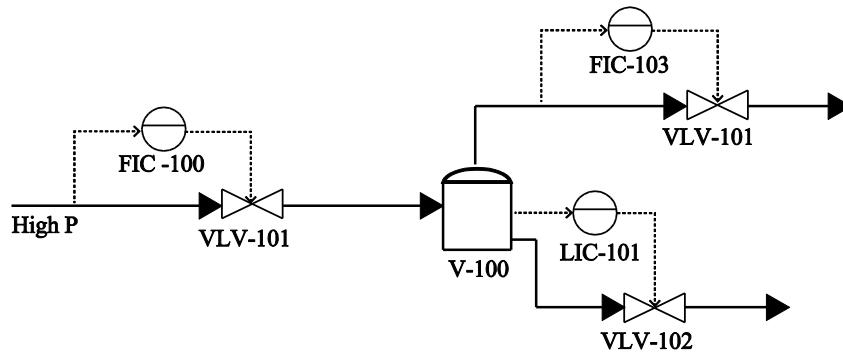 FIC-103
VLV-101
FIC -100
High P
VLV-101
V-100
LIC-101
VLV-102